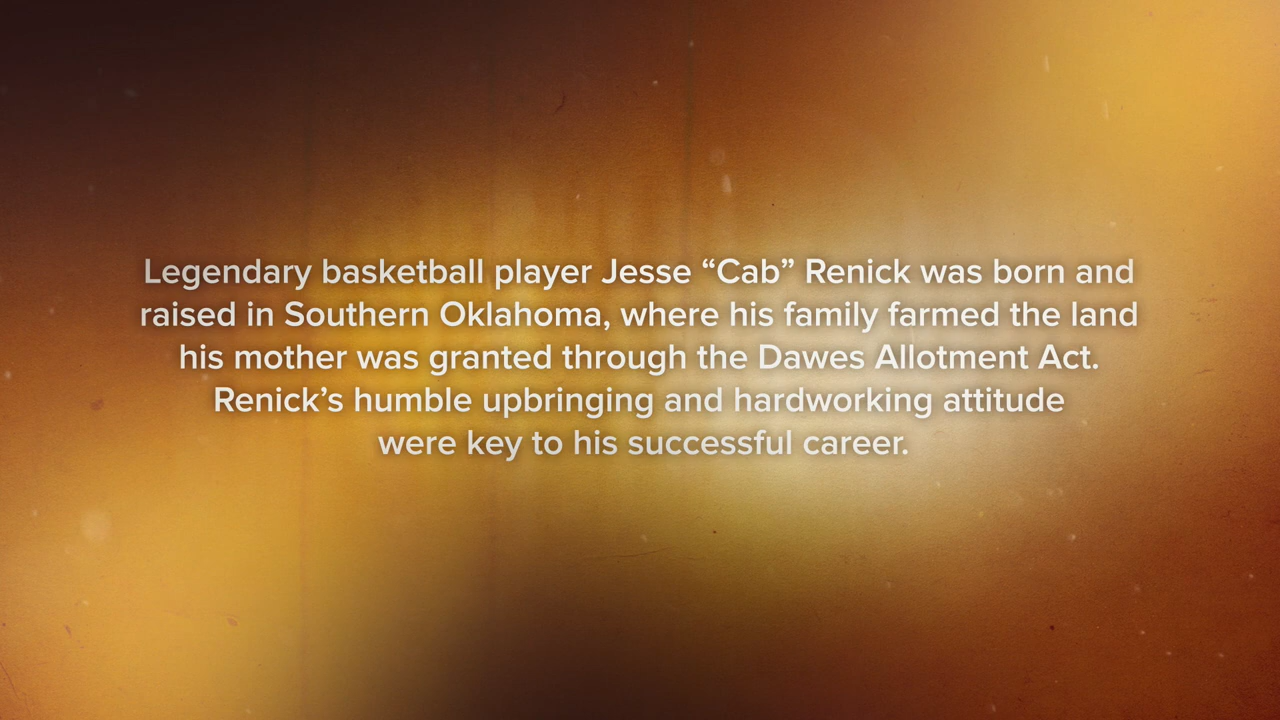 Legendary basketball player Jesse “Cab” Renick was born and
raised in Southern Oklahoma, where his family farmed the land
his mother was granted through the Dawes Allotment Act.
Renick’s humble upbringing and hardworking attitude
were key to his successful career.